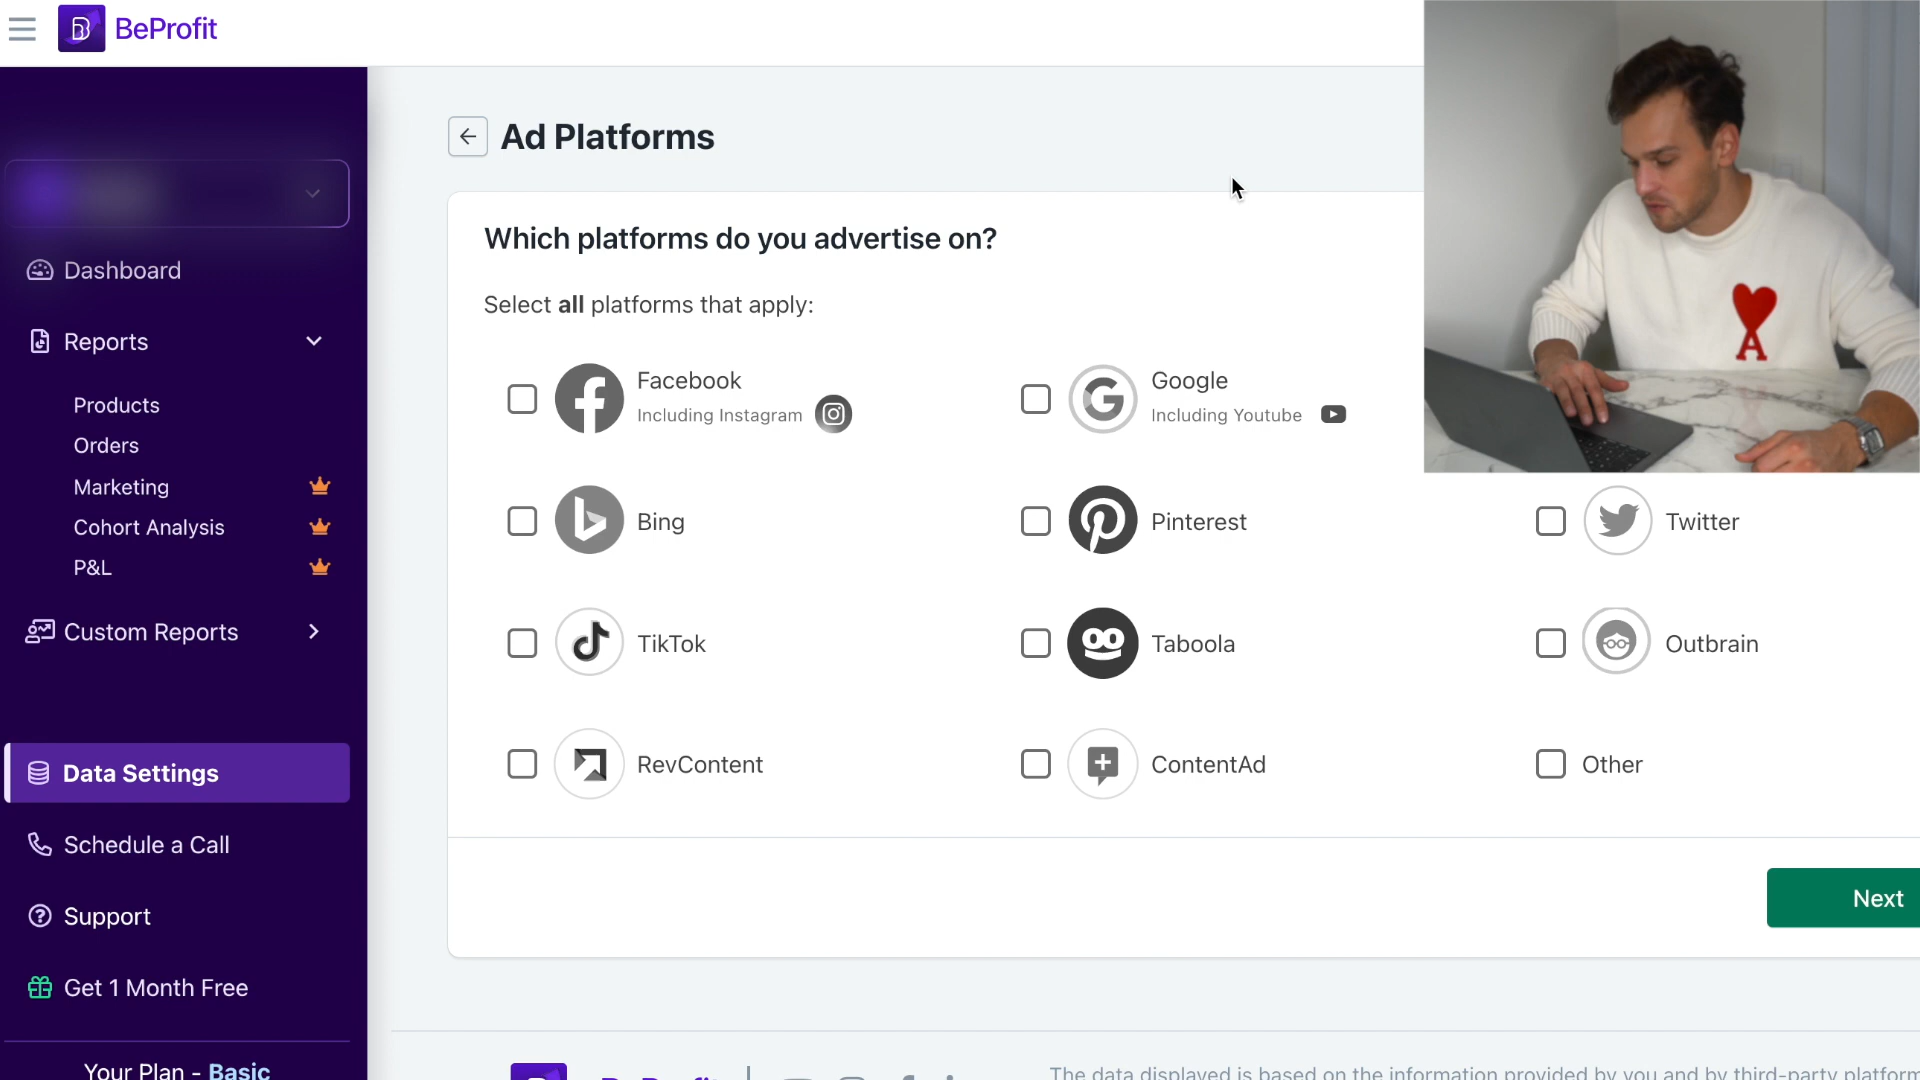 BeProfit
Ad Platforms
Which platforms do you advertise on?
Select all platforms that apply:
Facebook
Including Instagram
Google
Including Youtube
Bing
Pinterest
Twitter
TikTok
Taboola
Outbrain
RevContent
ContentAd
Other
Next
Dashboard
Reports
Products
Orders
Marketing
Cohort Analysis
P&L
Custom Reports
Data Settings
Schedule a Call
Support
Get 1 Month Free
Your Plan - Basic
A
The data displayed is based on the information provided by you and by third-party platform